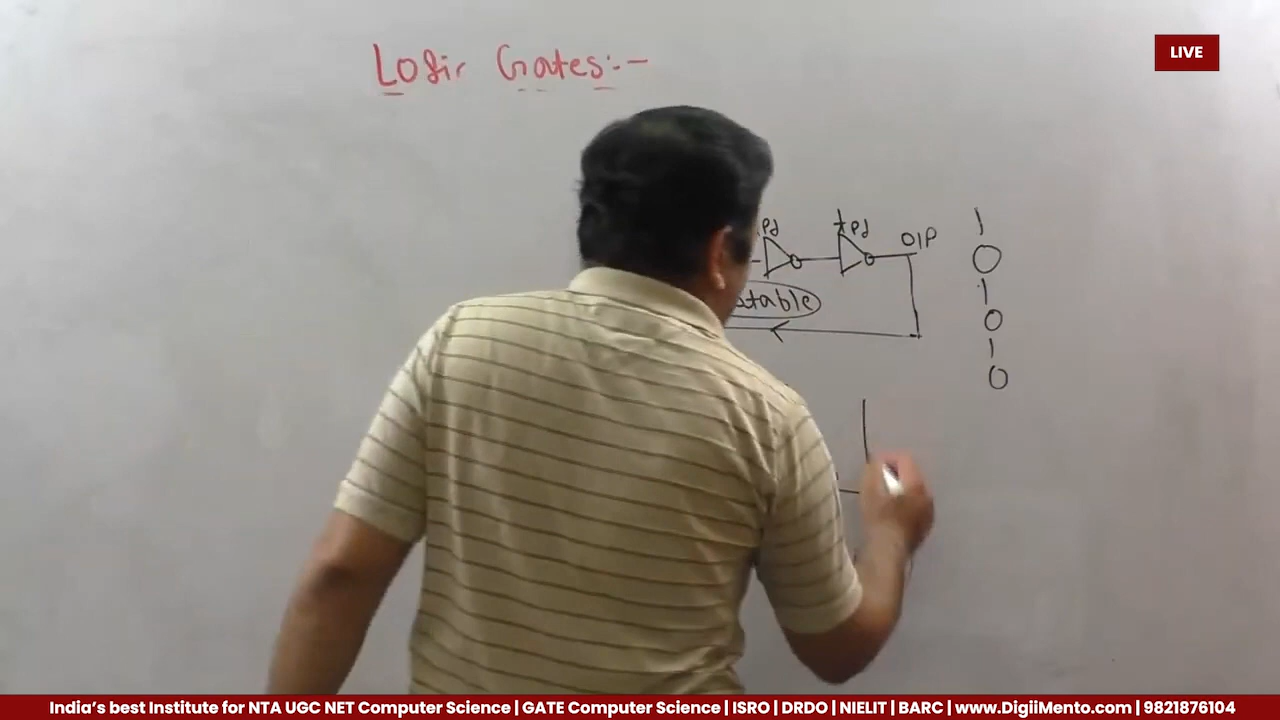 LIVE
Logic Gates:-
Pd tpd O/P
stable
1
0
1
0
1
0
India's best Institute for NTA UGC NET Computer Science | GATE Computer Science | ISRO | DRDO | NIELIT | BARC | www.DigiiMento.com | 9821876104